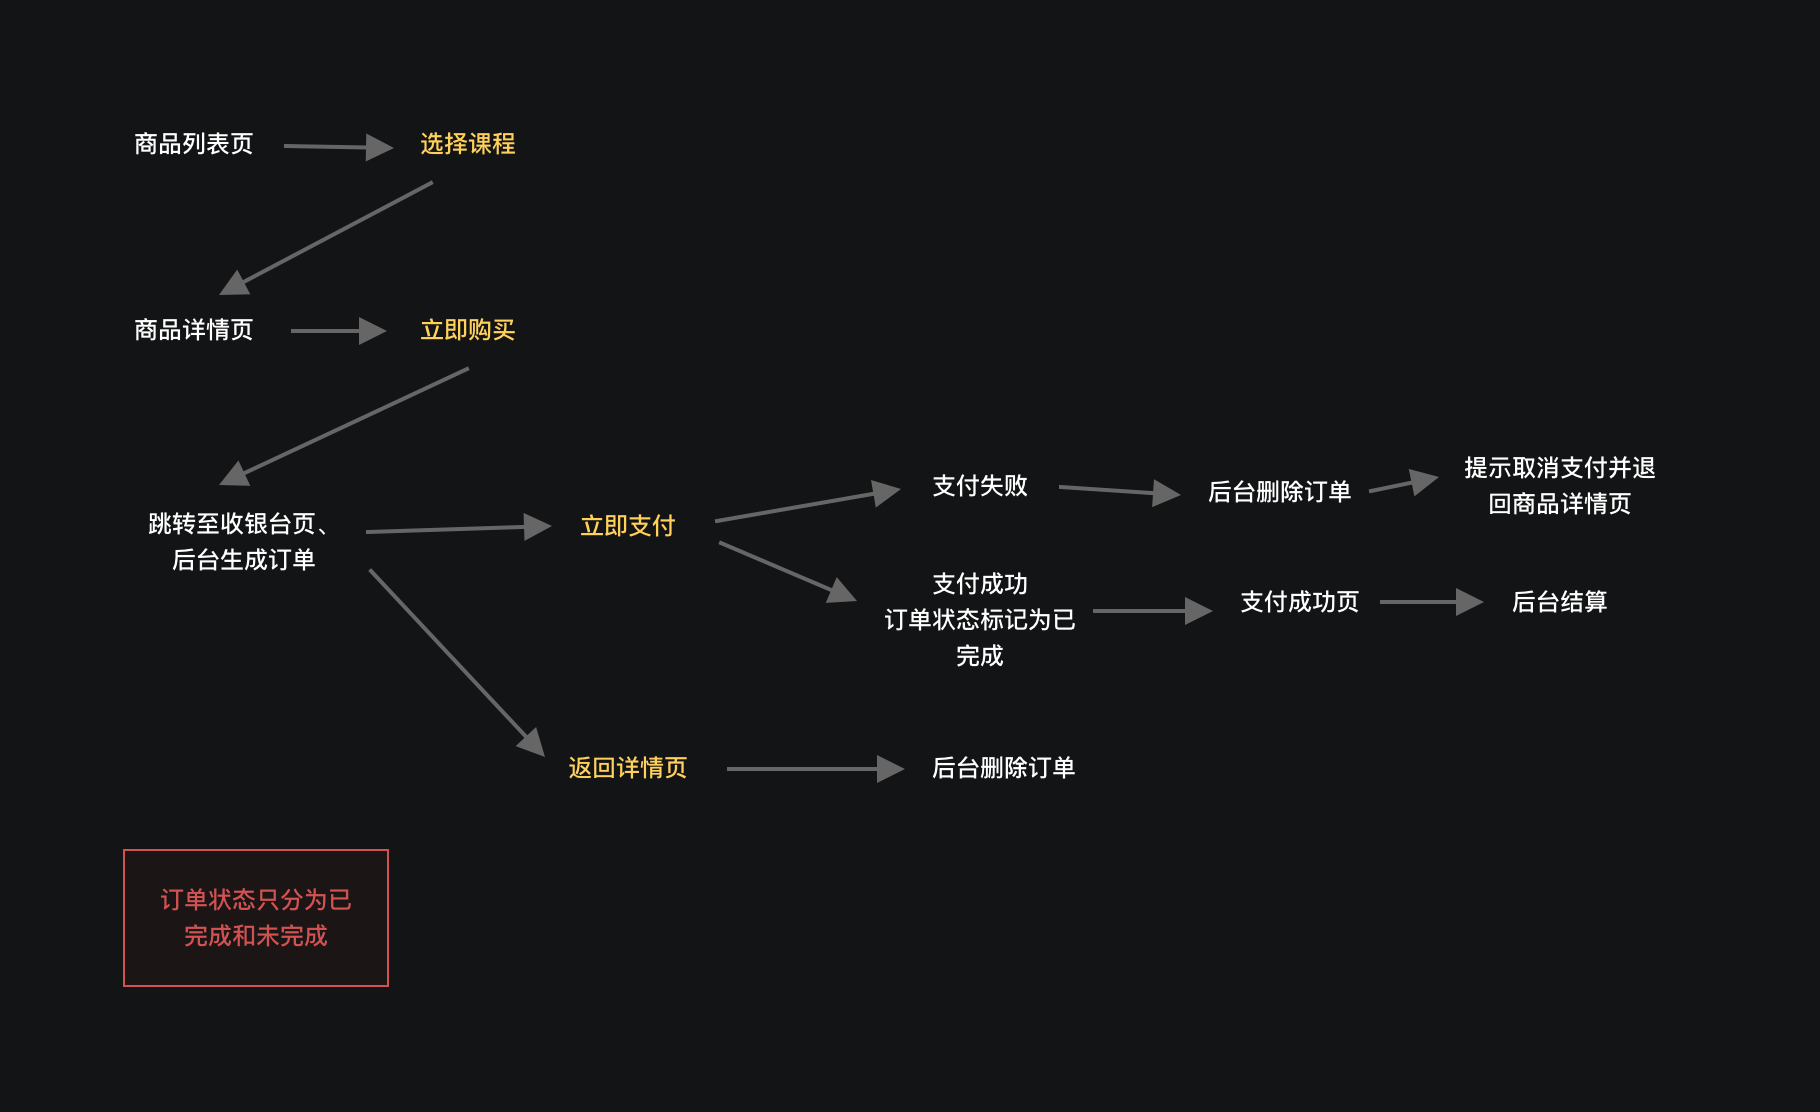 商品列表页
选择课程
商品详情页
立即购买
跳转至收银台页、
后台生成订单
立即支付
支付失败
后台删除订单
提示取消支付并退
回商品详情页
支付成功
订单状态标记为已
完成
支付成功页
后台结算
返回详情页
后台删除订单
订单状态只分为已
完成和未完成